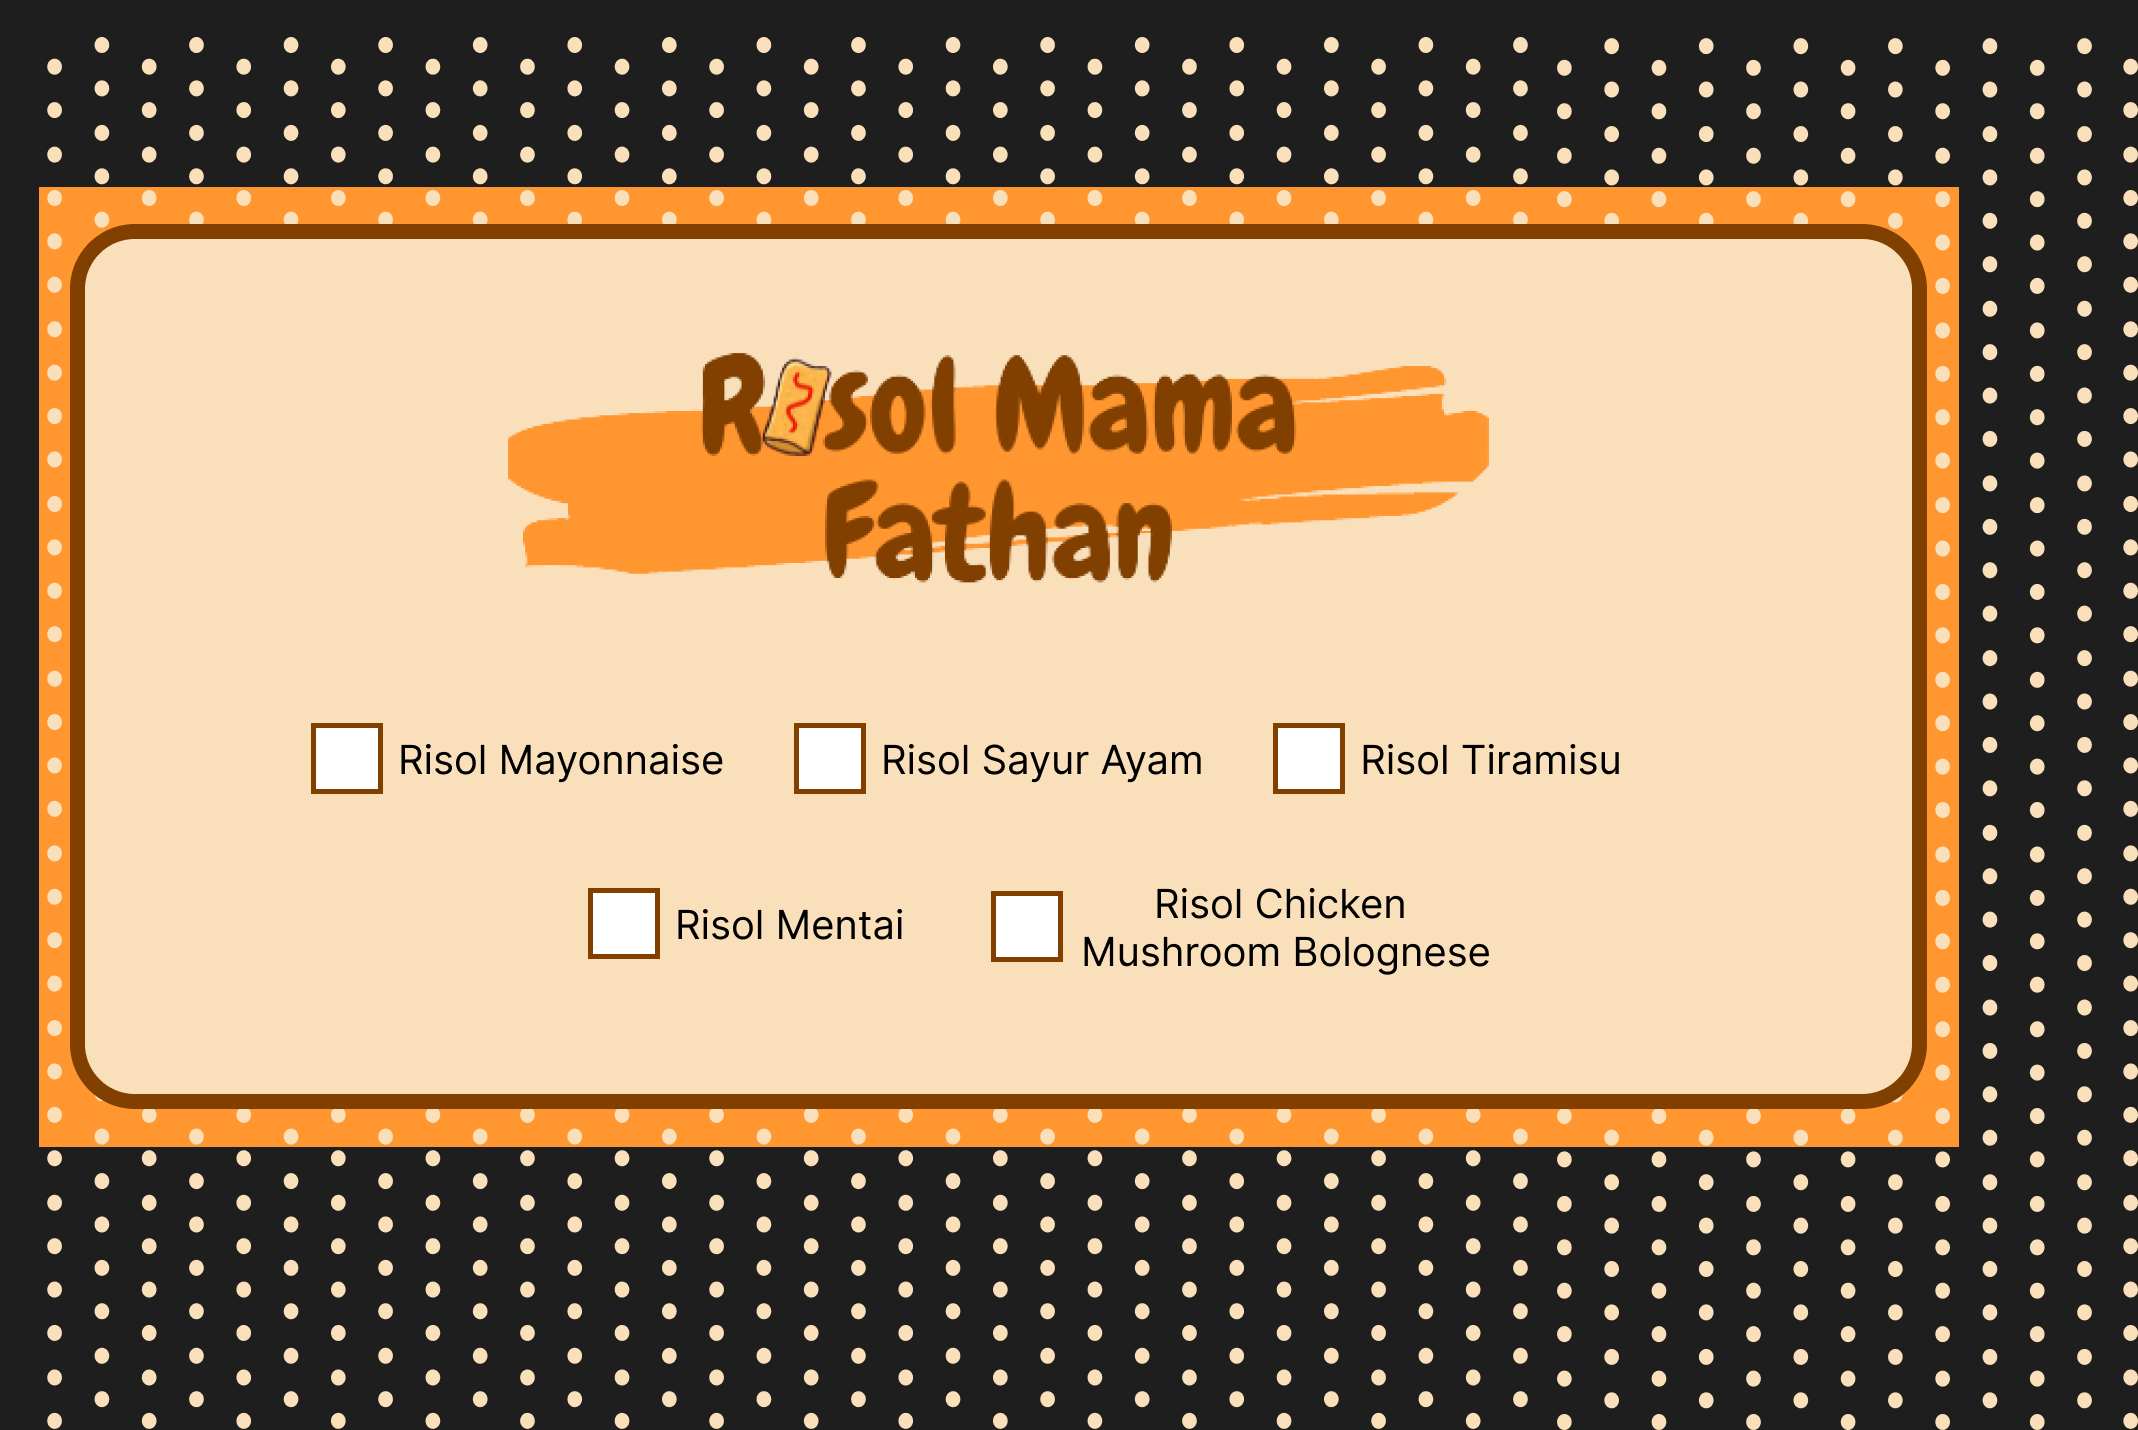 Risol Mama
Fathan
Risol Mayonnaise
Risol Sayur Ayam
Risol Tiramisu
Risol Mentai
Risol Chicken
Mushroom Bolognese